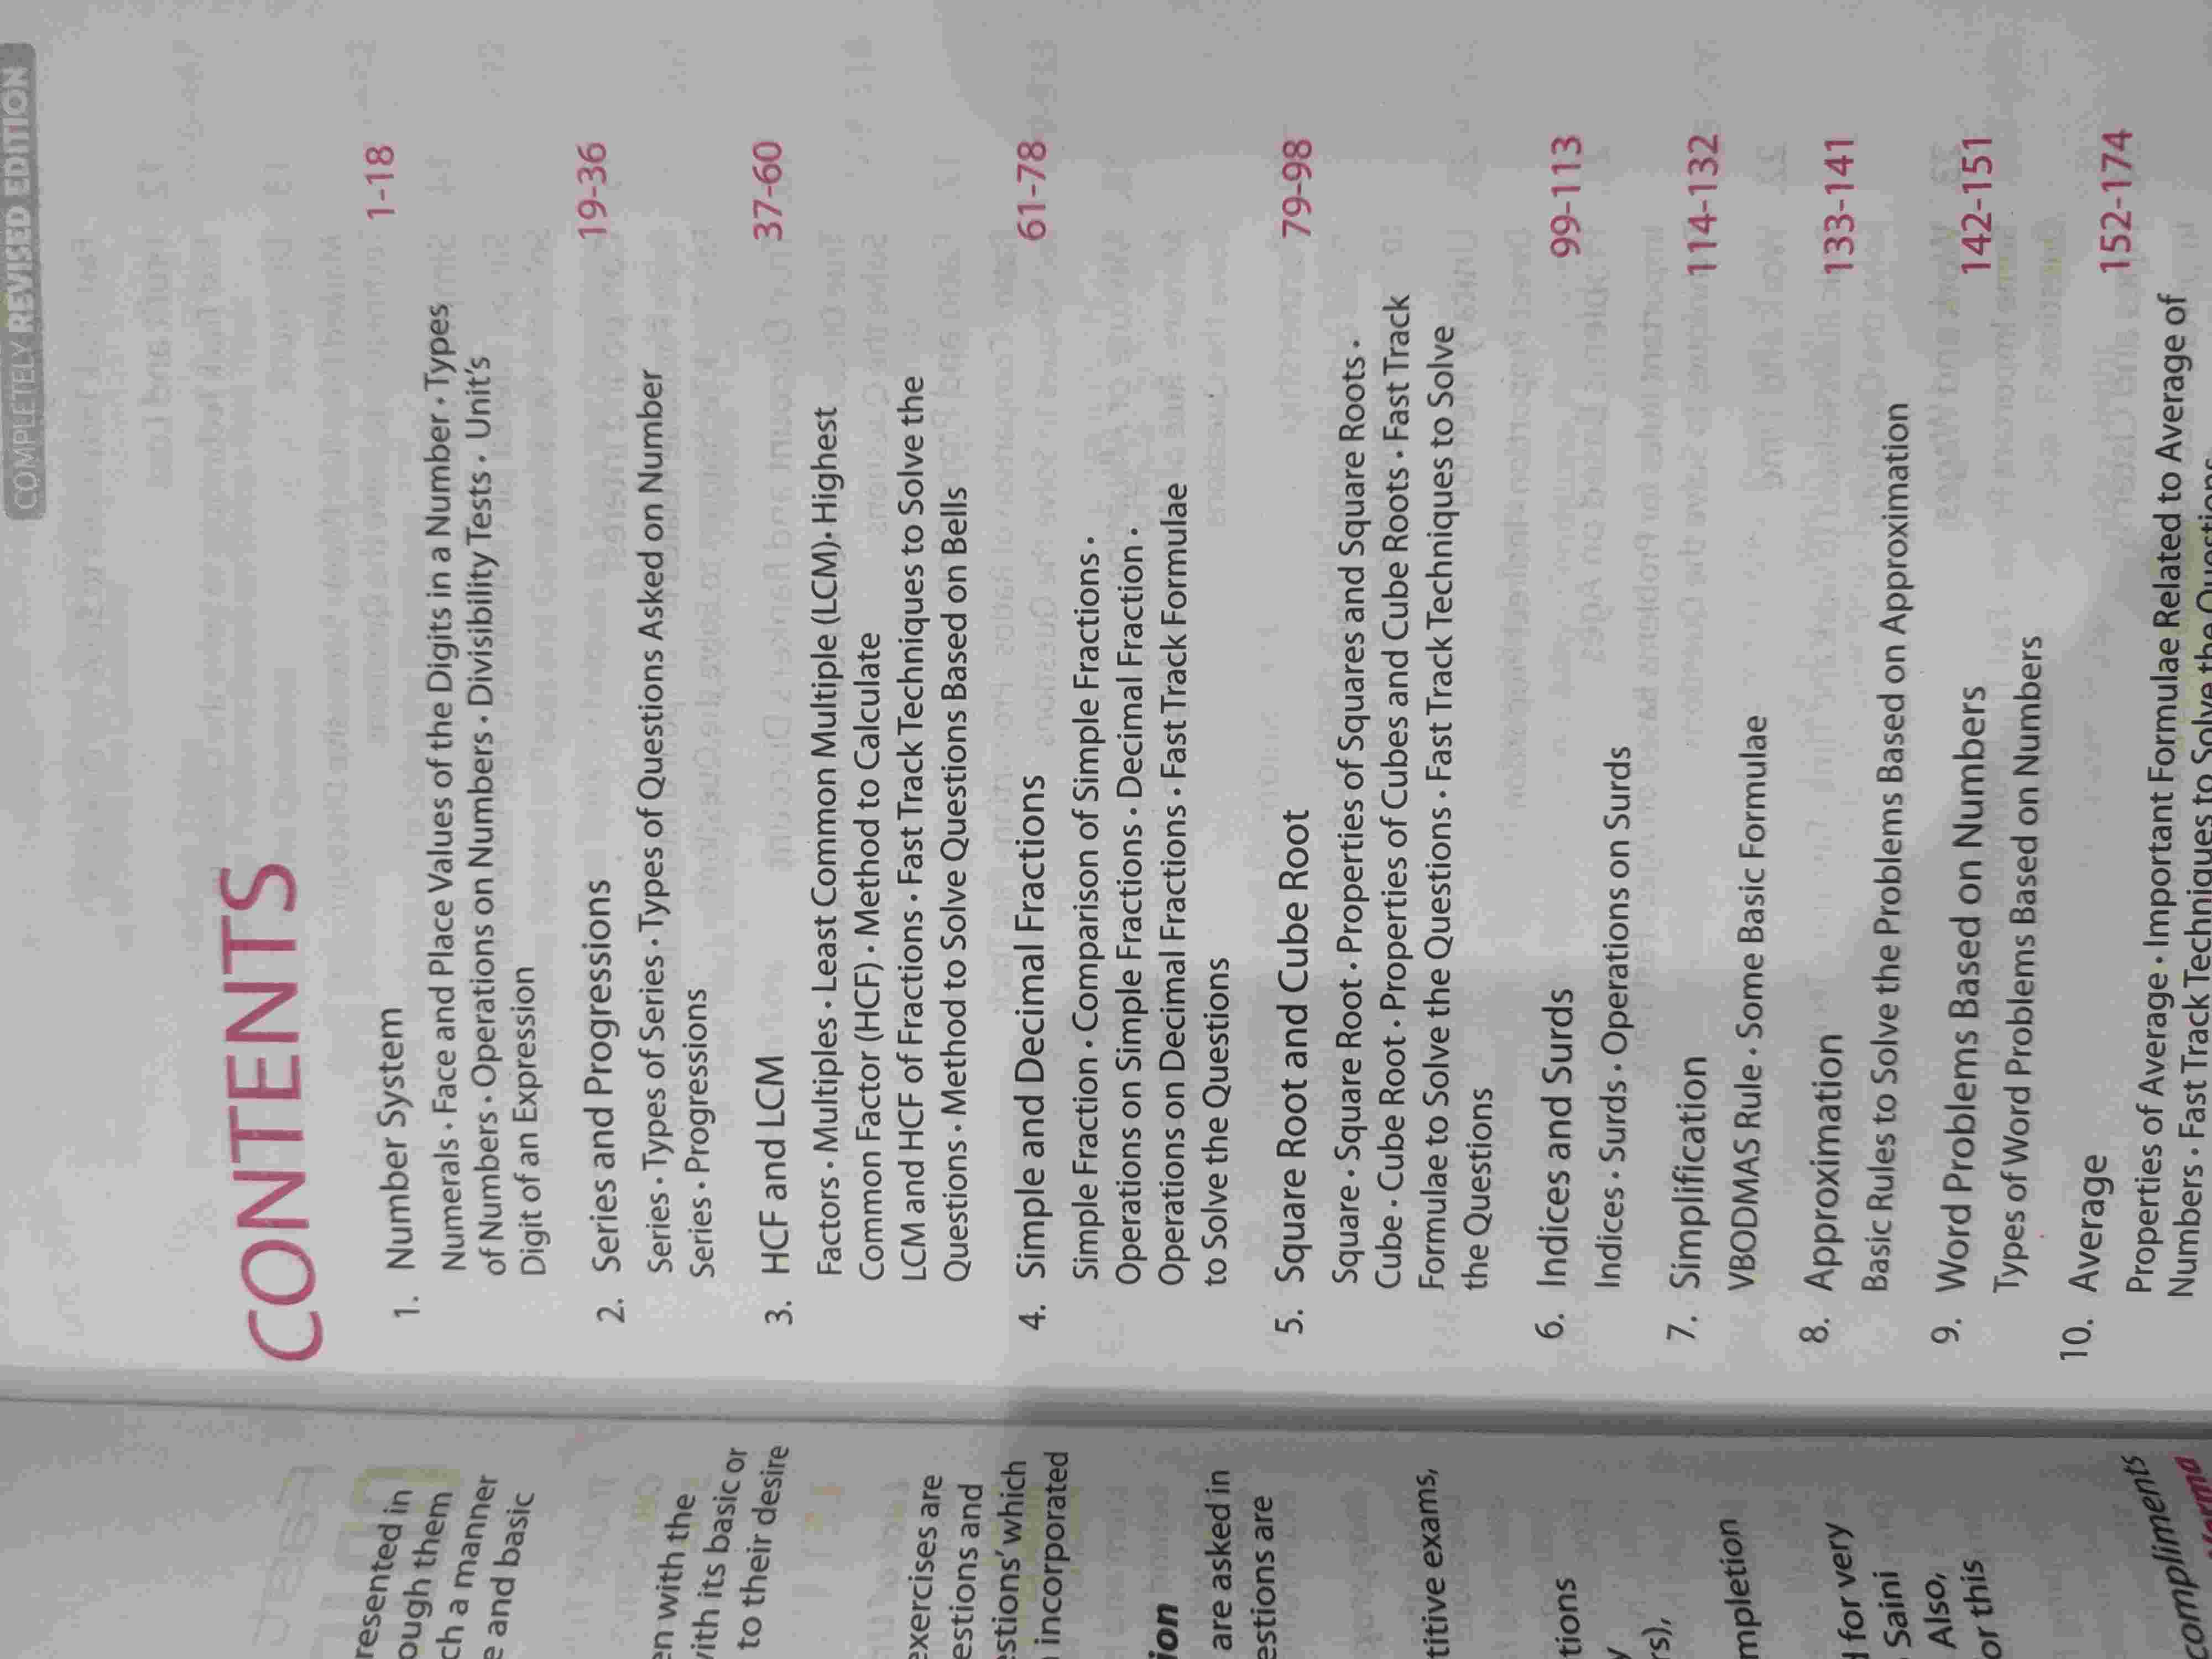 COMPLETELY REVISED EDITION
CONTENTS
1. Number System 1-18
Numerals • Face and Place Values of the Digits in a Number • Types
of Numbers • Operations on Numbers • Divisibility Tests • Unit's
Digit of an Expression
2. Series and Progressions 19-36
Series • Types of Series • Types of Questions Asked on Number
Series • Progressions
3. HCF and LCM 37-60
Factors • Multiples • Least Common Multiple (LCM)• Highest
Common Factor (HCF) • Method to Calculate
LCM and HCF of Fractions • Fast Track Techniques to Solve the
Questions • Method to Solve Questions Based on Bells
4. Simple and Decimal Fractions 61-78
Simple Fraction • Comparison of Simple Fractions •
Operations on Simple Fractions • Decimal Fraction •
Operations on Decimal Fractions • Fast Track Formulae
to Solve the Questions
5. Square Root and Cube Root 79-98
Square • Square Root • Properties of Squares and Square Roots •
Cube • Cube Root • Properties of Cubes and Cube Roots • Fast Track
Formulae to Solve the Questions • Fast Track Techniques to Solve
the Questions
6. Indices and Surds 99-113
Indices • Surds • Operations on Surds
7. Simplification 114-132
VBODMAS Rule • Some Basic Formulae
8. Approximation 133-141
Basic Rules to Solve the Problems Based on Approximation
9. Word Problems Based on Numbers 142-151
Types of Word Problems Based on Numbers
10. Average 152-174
Properties of Average • Important Formulae Related to Average of
Numbers • Fast Track Techniques to Solve the Questions
resented in
ough them
ch a manner
e and basic
en with the
with its basic or
to their desire
exercises are
estions and
estions' which
incorporated
ion
are asked in
estions are
titive exams,
tions
y
rs),
mpletion
d for very
Saini
Also,
or this
compliments